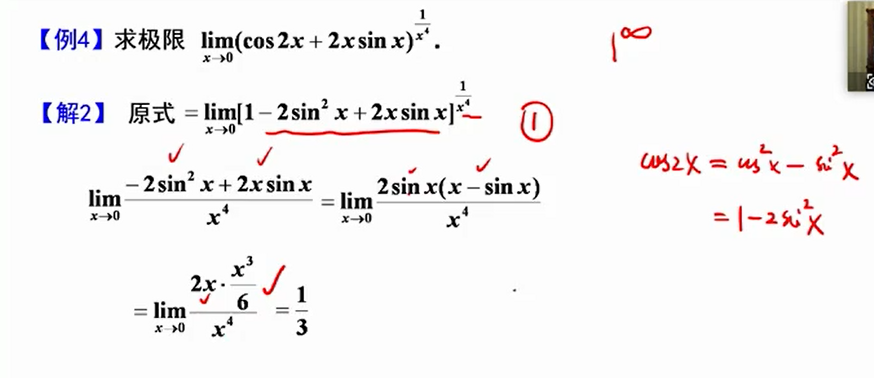 【例4】求极限 lim(x→0) (cos 2x + 2x sin x)^(1/x⁴).
1^∞
【解2】 原式 = lim(x→0) [1 − 2sin² x + 2x sin x]^(1/x⁴)
①
cos2x = cos²x − sin²x
= 1 − 2sin²x
lim(x→0) (−2sin² x + 2x sin x)/x⁴ = lim(x→0) (2sin x(x − sin x))/x⁴
= lim(x→0) (2x · x³/6)/x⁴ = 1/3